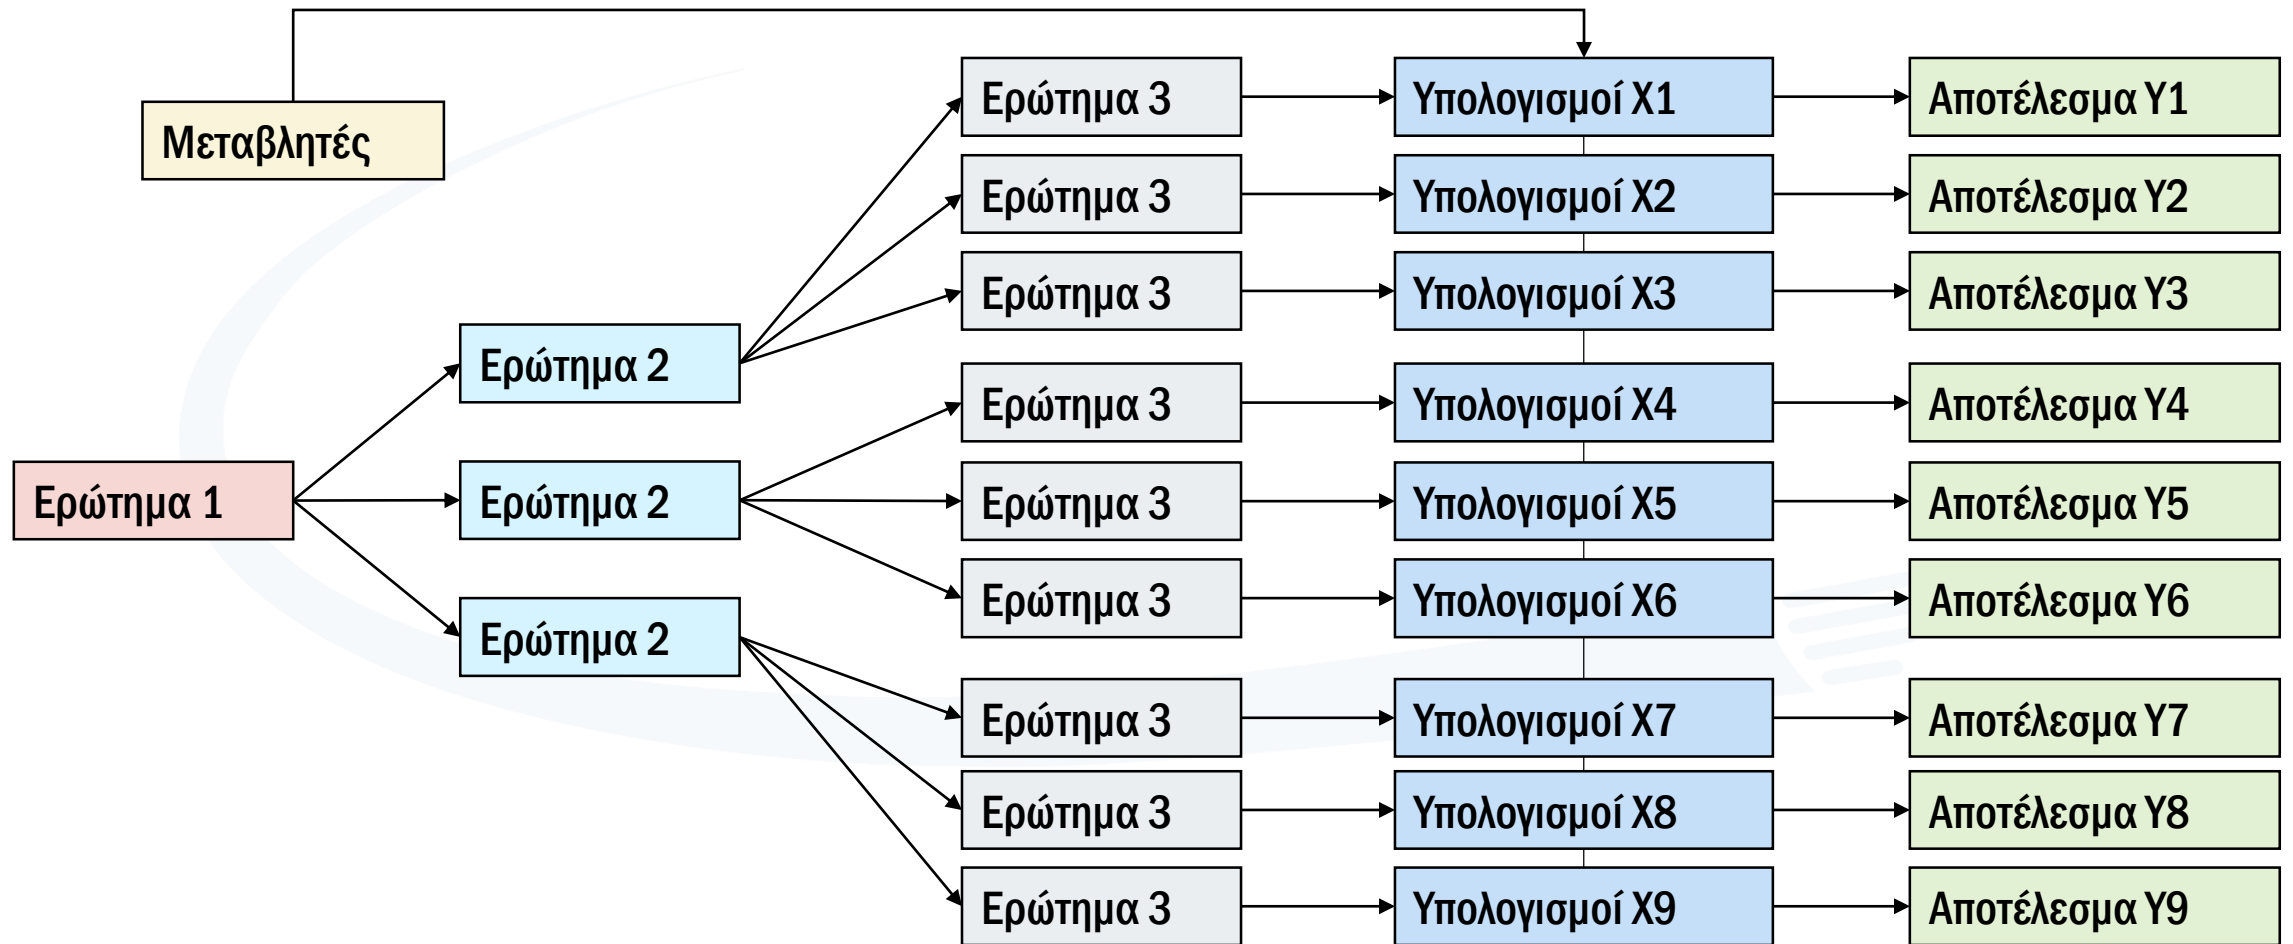 Μεταβλητές
Ερώτημα 3
Υπολογισμοί X1
Αποτέλεσμα Y1
Ερώτημα 3
Υπολογισμοί X2
Αποτέλεσμα Y2
Ερώτημα 3
Υπολογισμοί X3
Αποτέλεσμα Y3
Ερώτημα 2
Ερώτημα 3
Υπολογισμοί X4
Αποτέλεσμα Y4
Ερώτημα 1
Ερώτημα 2
Ερώτημα 3
Υπολογισμοί X5
Αποτέλεσμα Y5
Ερώτημα 3
Υπολογισμοί X6
Αποτέλεσμα Y6
Ερώτημα 2
Ερώτημα 3
Υπολογισμοί X7
Αποτέλεσμα Y7
Ερώτημα 3
Υπολογισμοί X8
Αποτέλεσμα Y8
Ερώτημα 3
Υπολογισμοί X9
Αποτέλεσμα Y9